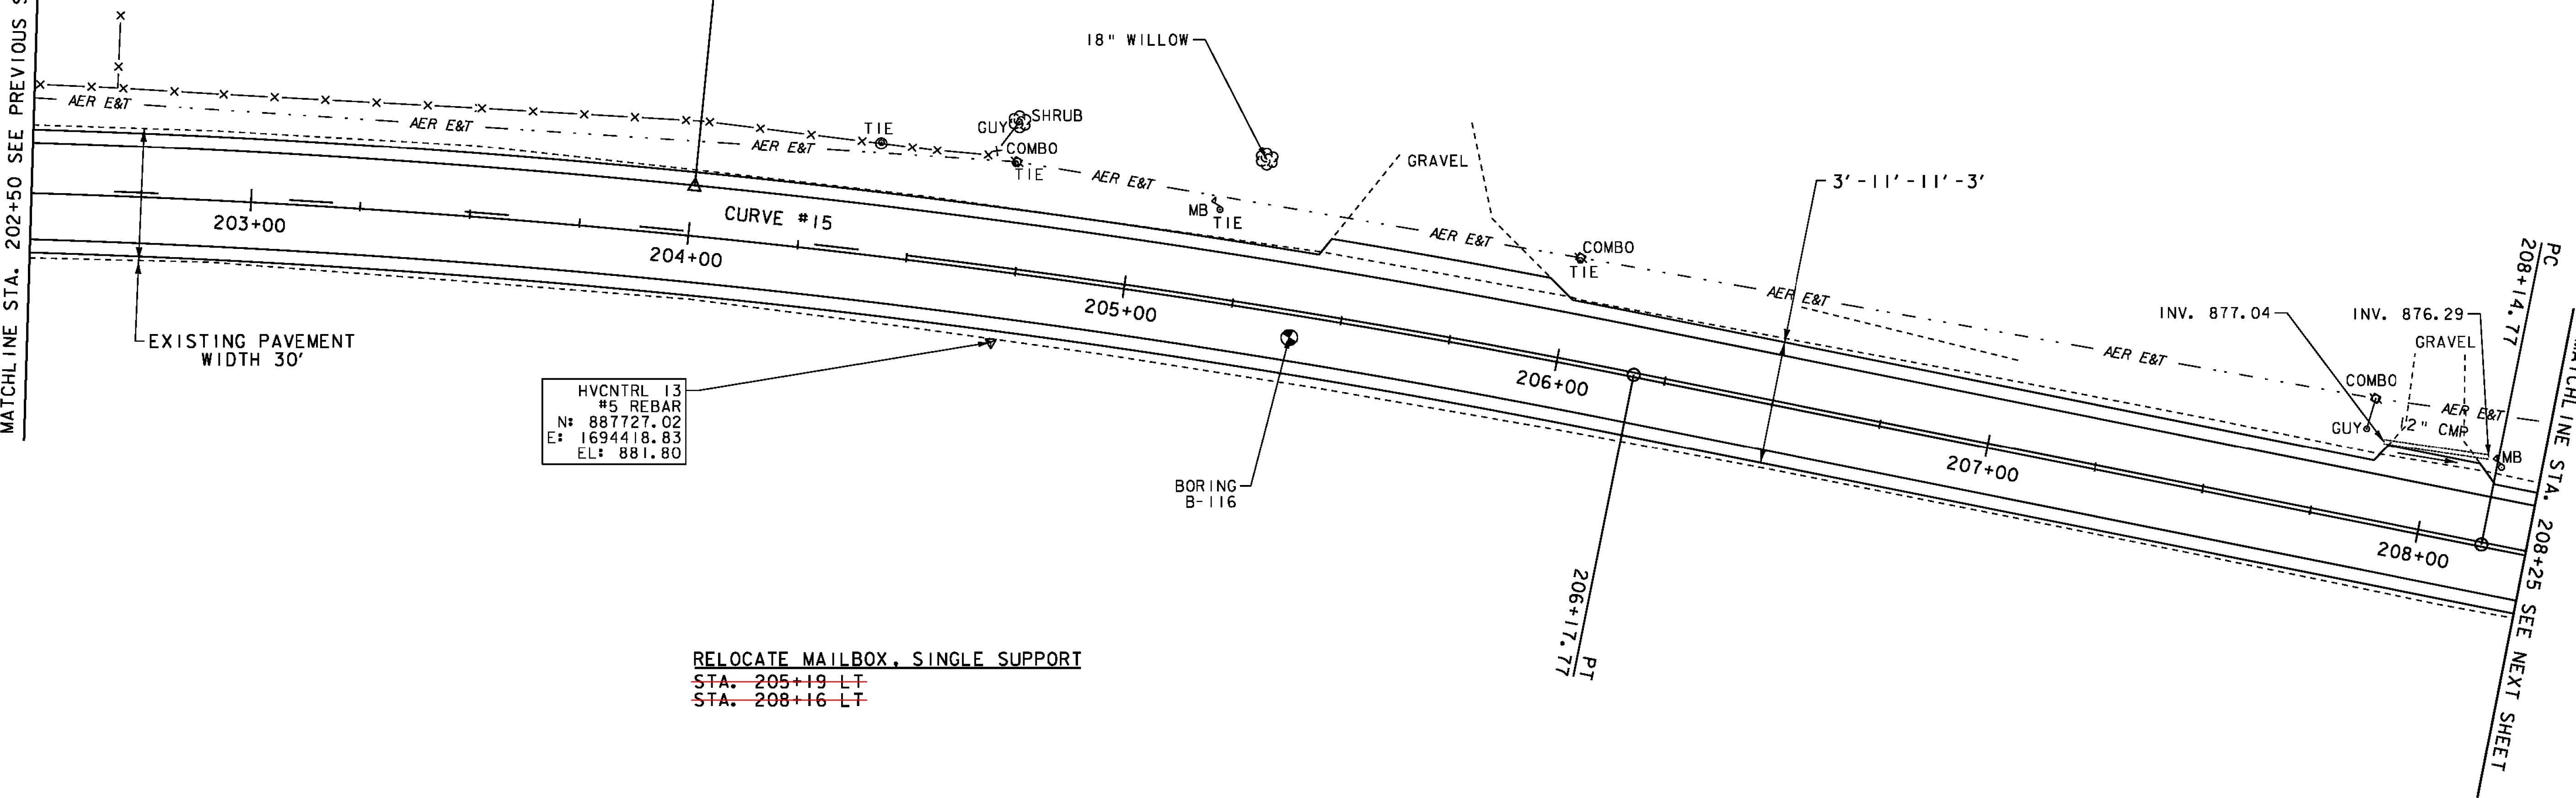 MATCHLINE STA. 202+50 SEE PREVIOUS
AER E&T
AER E&T
AER E&T
AER E&T
AER E&T
AER E&T
AER E&T
AER E&T
TIE
GUY
SHRUB
COMBO
TIE
18" WILLOW
MB
TIE
GRAVEL
COMBO
TIE
3'-11'-11'-3'
CURVE #15
203+00
204+00
205+00
206+00
207+00
208+00
EXISTING PAVEMENT
WIDTH 30'
HVCNTRL 13
#5 REBAR
N: 887727.02
E: 1694418.83
EL: 881.80
BORING
B-116
206+17.77
PT
INV. 877.04
INV. 876.29
GRAVEL
COMBO
GUY
12" CMP
MB
PC
208+14.77
MATCHLINE STA. 208+25 SEE NEXT SHEET
RELOCATE MAILBOX, SINGLE SUPPORT
STA. 205+19 LT
STA. 208+16 LT